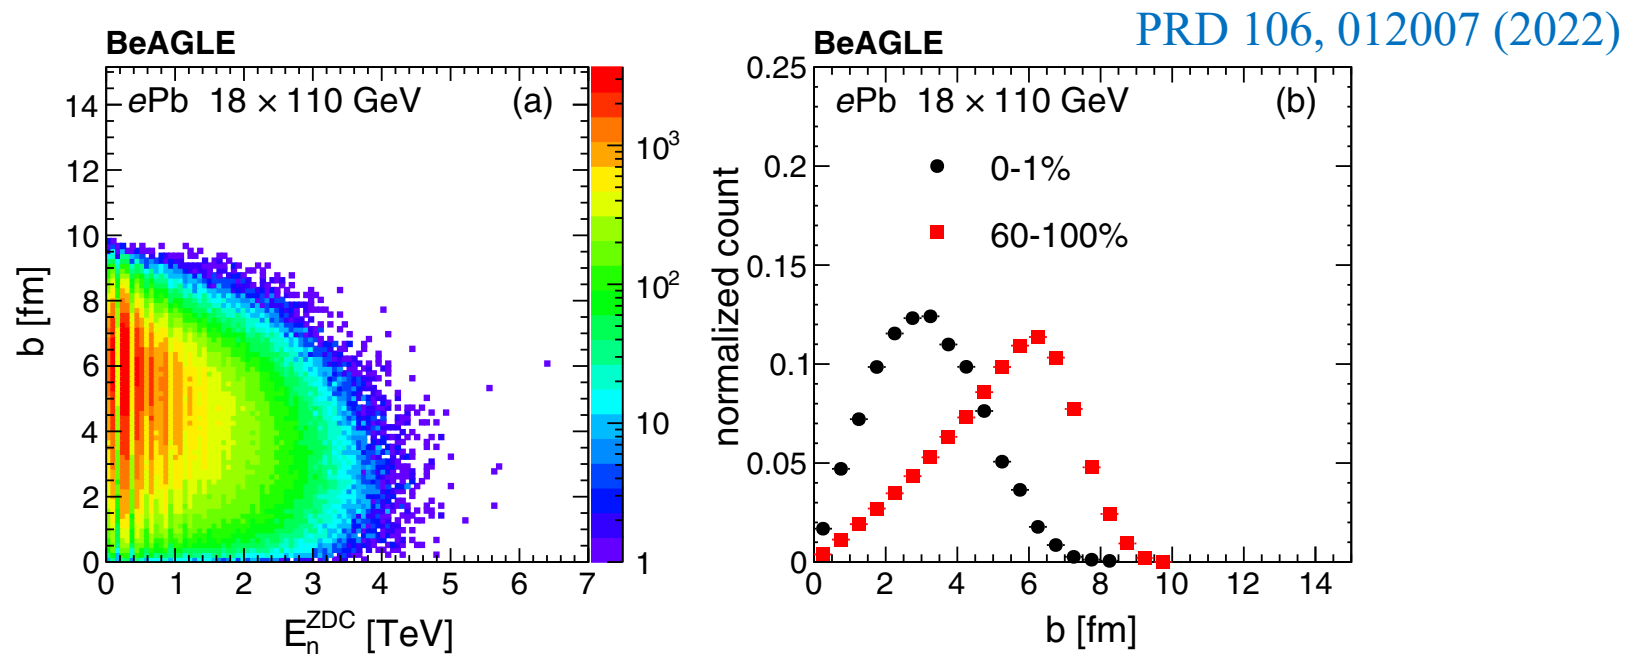 PRD 106, 012007 (2022)
BeAGLE
ePb 18 × 110 GeV (a)
b [fm]
14
12
10
8
6
4
2
0
0 1 2 3 4 5 6 7
E_n^ZDC [TeV]
10³
10²
10
1
BeAGLE
ePb 18 × 110 GeV (b)
0-1%
60-100%
normalized count
0.25
0.2
0.15
0.1
0.05
0
0 2 4 6 8 10 12 14
b [fm]